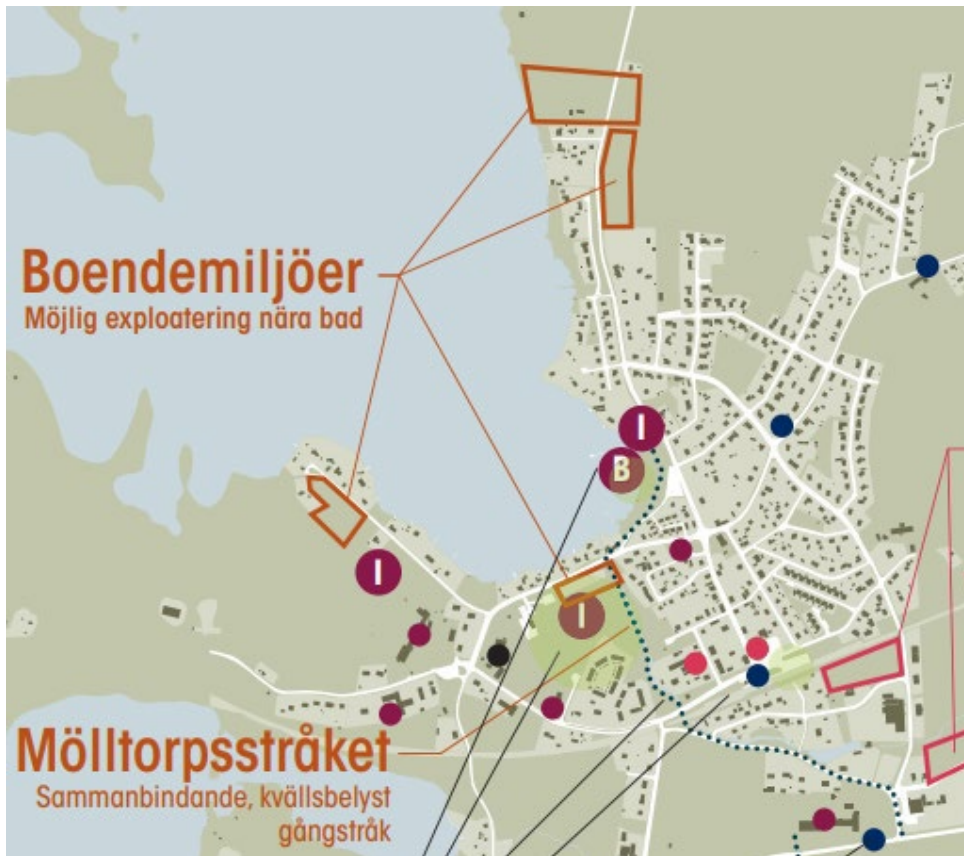 Boendemiljöer
Möjlig exploatering nära bad
I
B
I
I
Mölltorpsstråket
Sammanbindande, kvällsbelyst
gångstråk